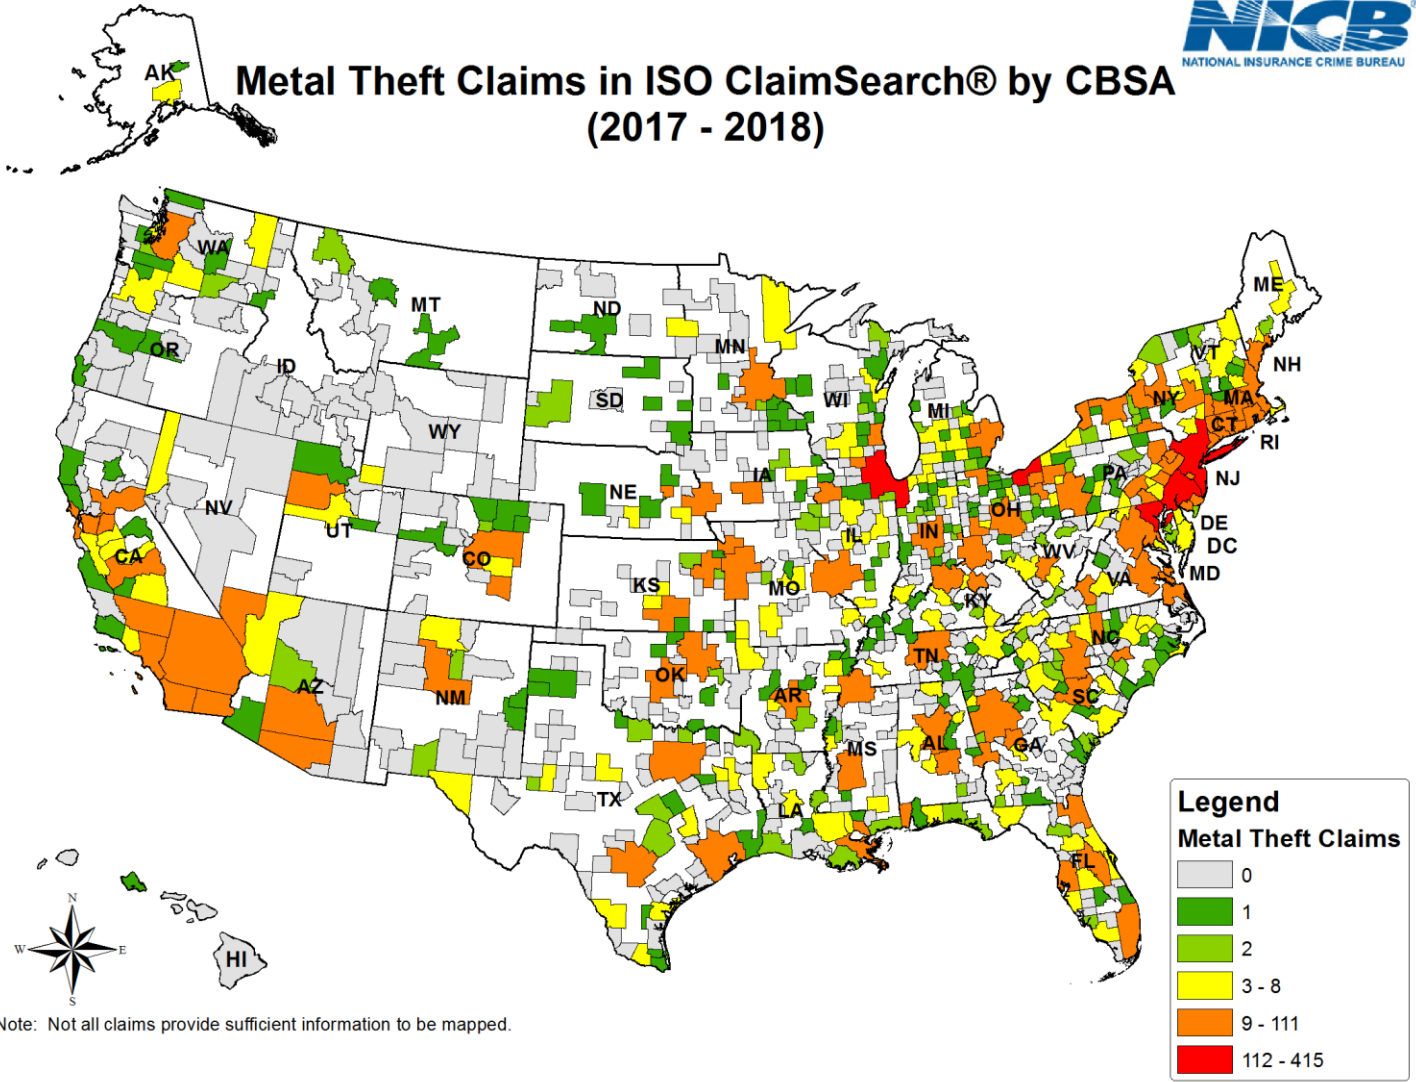 NICB®
NATIONAL INSURANCE CRIME BUREAU
Metal Theft Claims in ISO ClaimSearch® by CBSA
(2017 - 2018)
AK
WA
MT
ND
MN
ME
OR
ID
SD
WI
MI
VT
NH
NY
MA
CT
RI
WY
IA
NE
PA
NJ
NV
UT
CO
IL
IN
OH
DE
DC
MD
CA
KS
MO
WV
VA
KY
NC
AZ
NM
OK
AR
TN
SC
MS
AL
GA
TX
LA
FL
HI
N
W
E
S
Note: Not all claims provide sufficient information to be mapped.
Legend
Metal Theft Claims
0
1
2
3 - 8
9 - 111
112 - 415